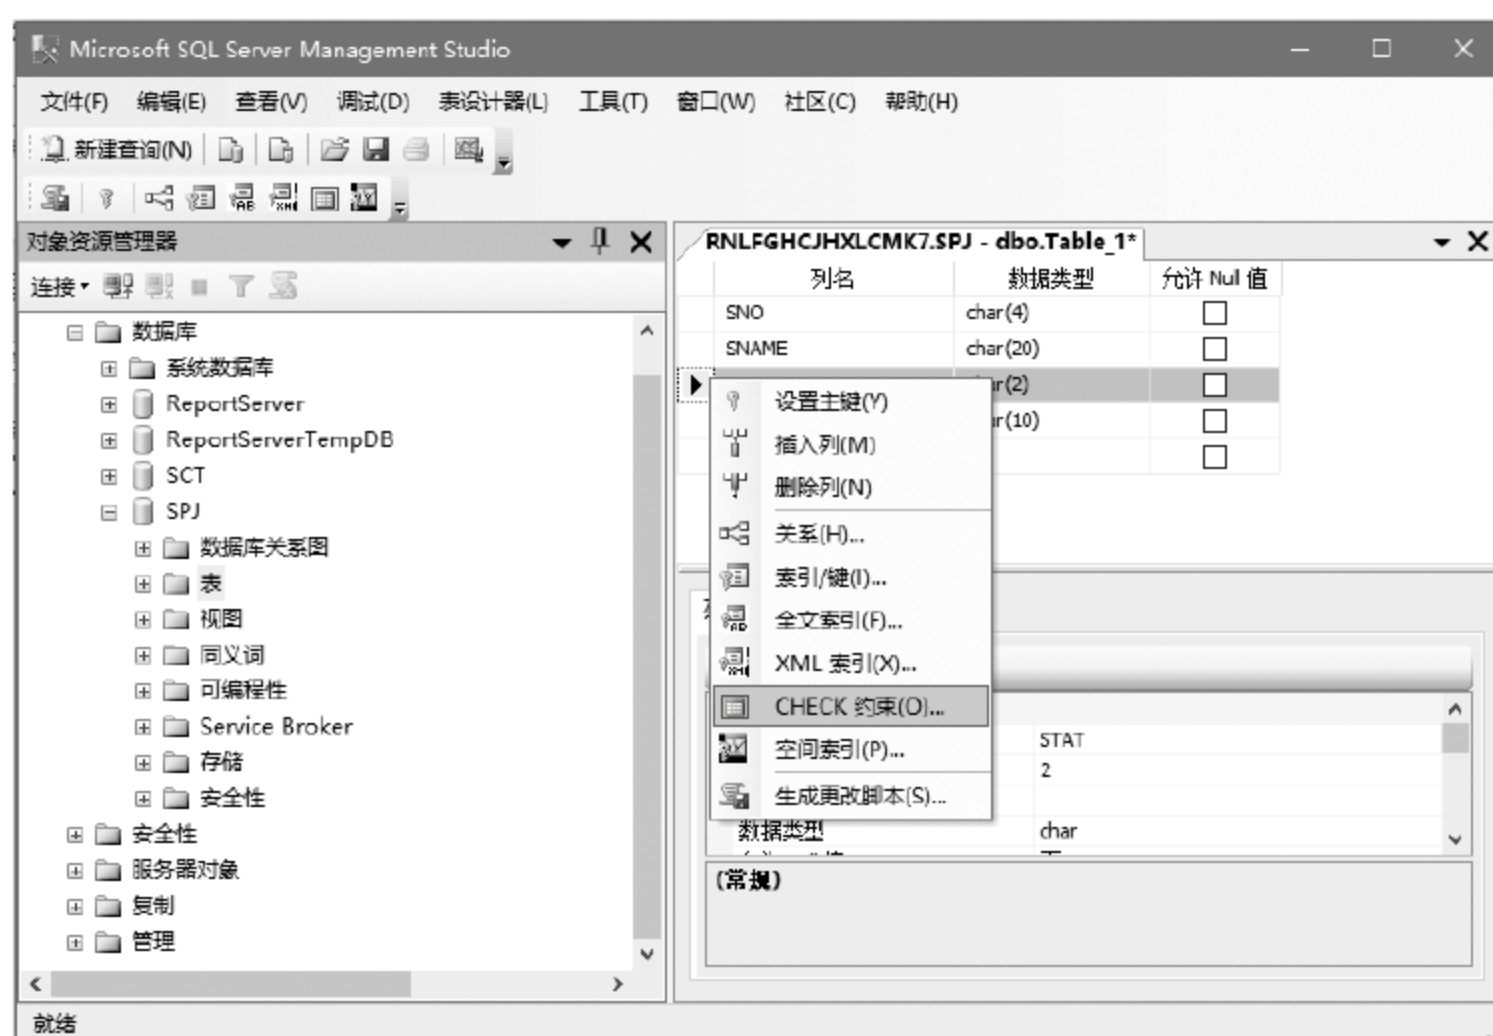 Microsoft SQL Server Management Studio
文件(F) 编辑(E) 查看(V) 调试(D) 表设计器(L) 工具(T) 窗口(W) 社区(C) 帮助(H)
新建查询(N)
对象资源管理器
连接
数据库
系统数据库
ReportServer
ReportServerTempDB
SCT
SPJ
数据库关系图
表
视图
同义词
可编程性
Service Broker
存储
安全性
安全性
服务器对象
复制
管理
RNLFGHCJHXLCMK7.SPJ - dbo.Table_1*
列名 数据类型 允许 Null 值
SNO char(4)
SNAME char(20)
ar(2)
ar(10)
设置主键(Y)
插入列(M)
删除列(N)
关系(H)...
索引/键(I)...
全文索引(F)...
XML 索引(X)...
CHECK 约束(O)...
空间索引(P)...
生成更改脚本(S)...
STAT
2
数据类型 char
(常规)
就绪